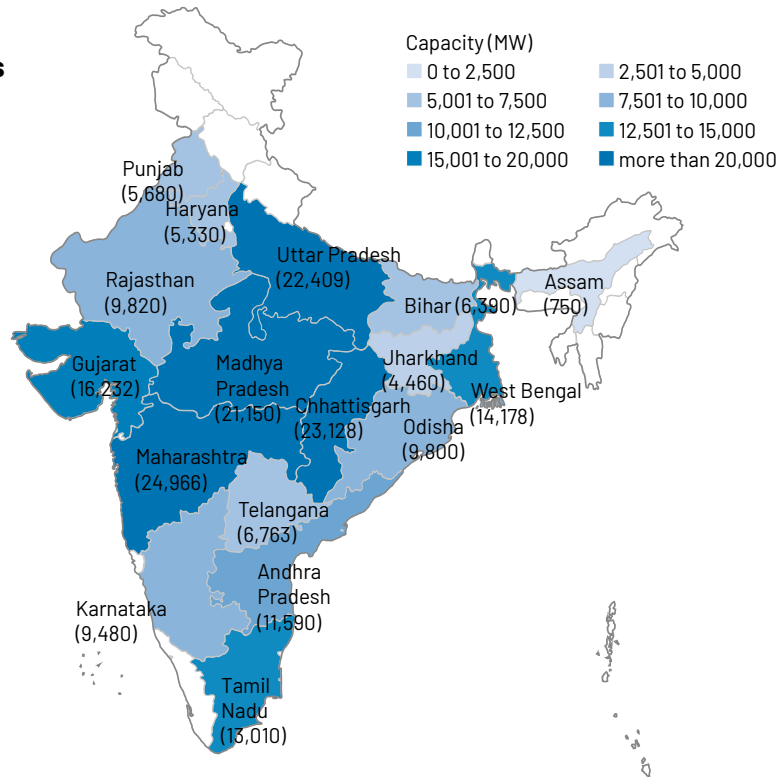 s
Capacity (MW)
0 to 2,500
2,501 to 5,000
5,001 to 7,500
7,501 to 10,000
10,001 to 12,500
12,501 to 15,000
15,001 to 20,000
more than 20,000
Punjab
(5,680)
Haryana
(5,330)
Uttar Pradesh
(22,409)
Rajasthan
(9,820)
Bihar (6,390)
Assam
(750)
Gujarat
(16,232)
Madhya
Pradesh
(21,150)
Jharkhand
(4,460)
West Bengal
(14,178)
Chhattisgarh
(23,128)
Odisha
(9,800)
Maharashtra
(24,966)
Telangana
(6,763)
Andhra
Pradesh
(11,590)
Karnataka
(9,480)
Tamil
Nadu
(13,010)